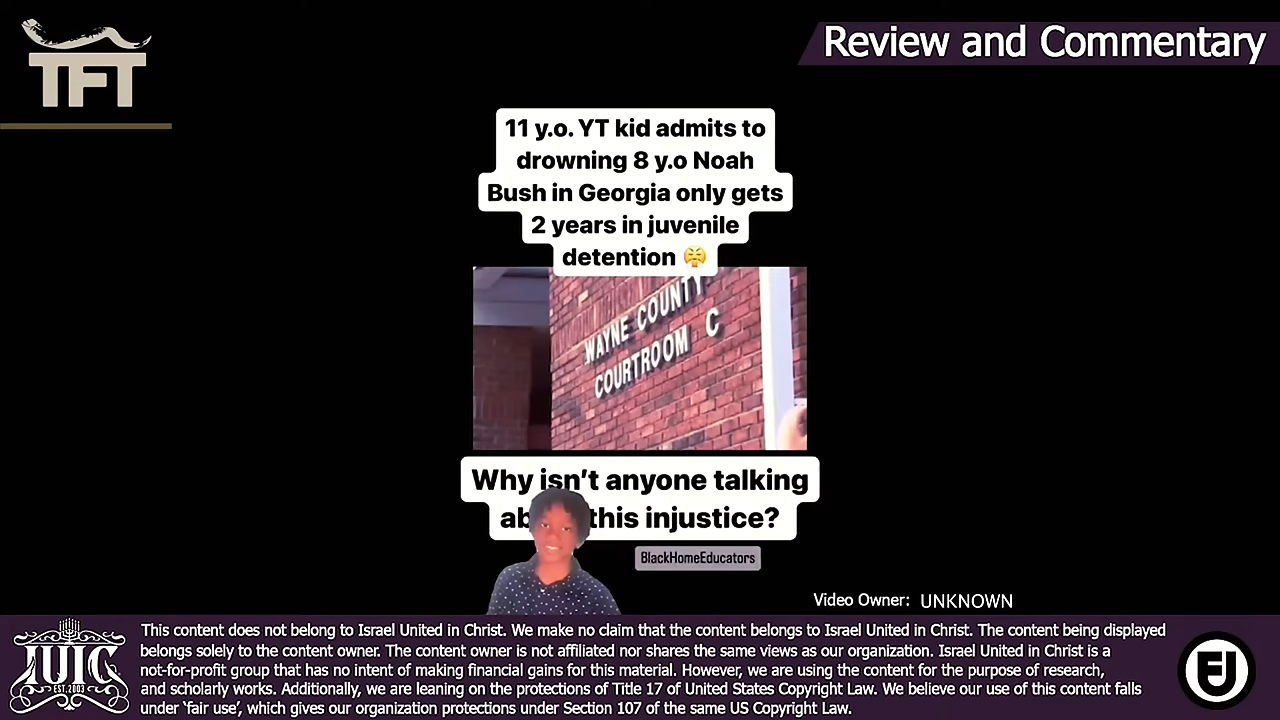 TFT
Review and Commentary
11 y.o. YT kid admits to
drowning 8 y.o Noah
Bush in Georgia only gets
2 years in juvenile
detention 😤
WAYNE COUNTY
COURTROOM C
Why isn't anyone talking
this injustice?
BlackHomeEducators
Video Owner: UNKNOWN
IUIC
EST.2003
This content does not belong to Israel United in Christ. We make no claim that the content belongs to Israel United in Christ. The content being displayed
belongs solely to the content owner. The content owner is not affiliated nor shares the same views as our organization. Israel United in Christ is a
not-for-profit group that has no intent of making financial gains for this material. However, we are using the content for the purpose of research,
and scholarly works. Additionally, we are leaning on the protections of Title 17 of United States Copyright Law. We believe our use of this content falls
under 'fair use', which gives our organization protections under Section 107 of the same US Copyright Law.